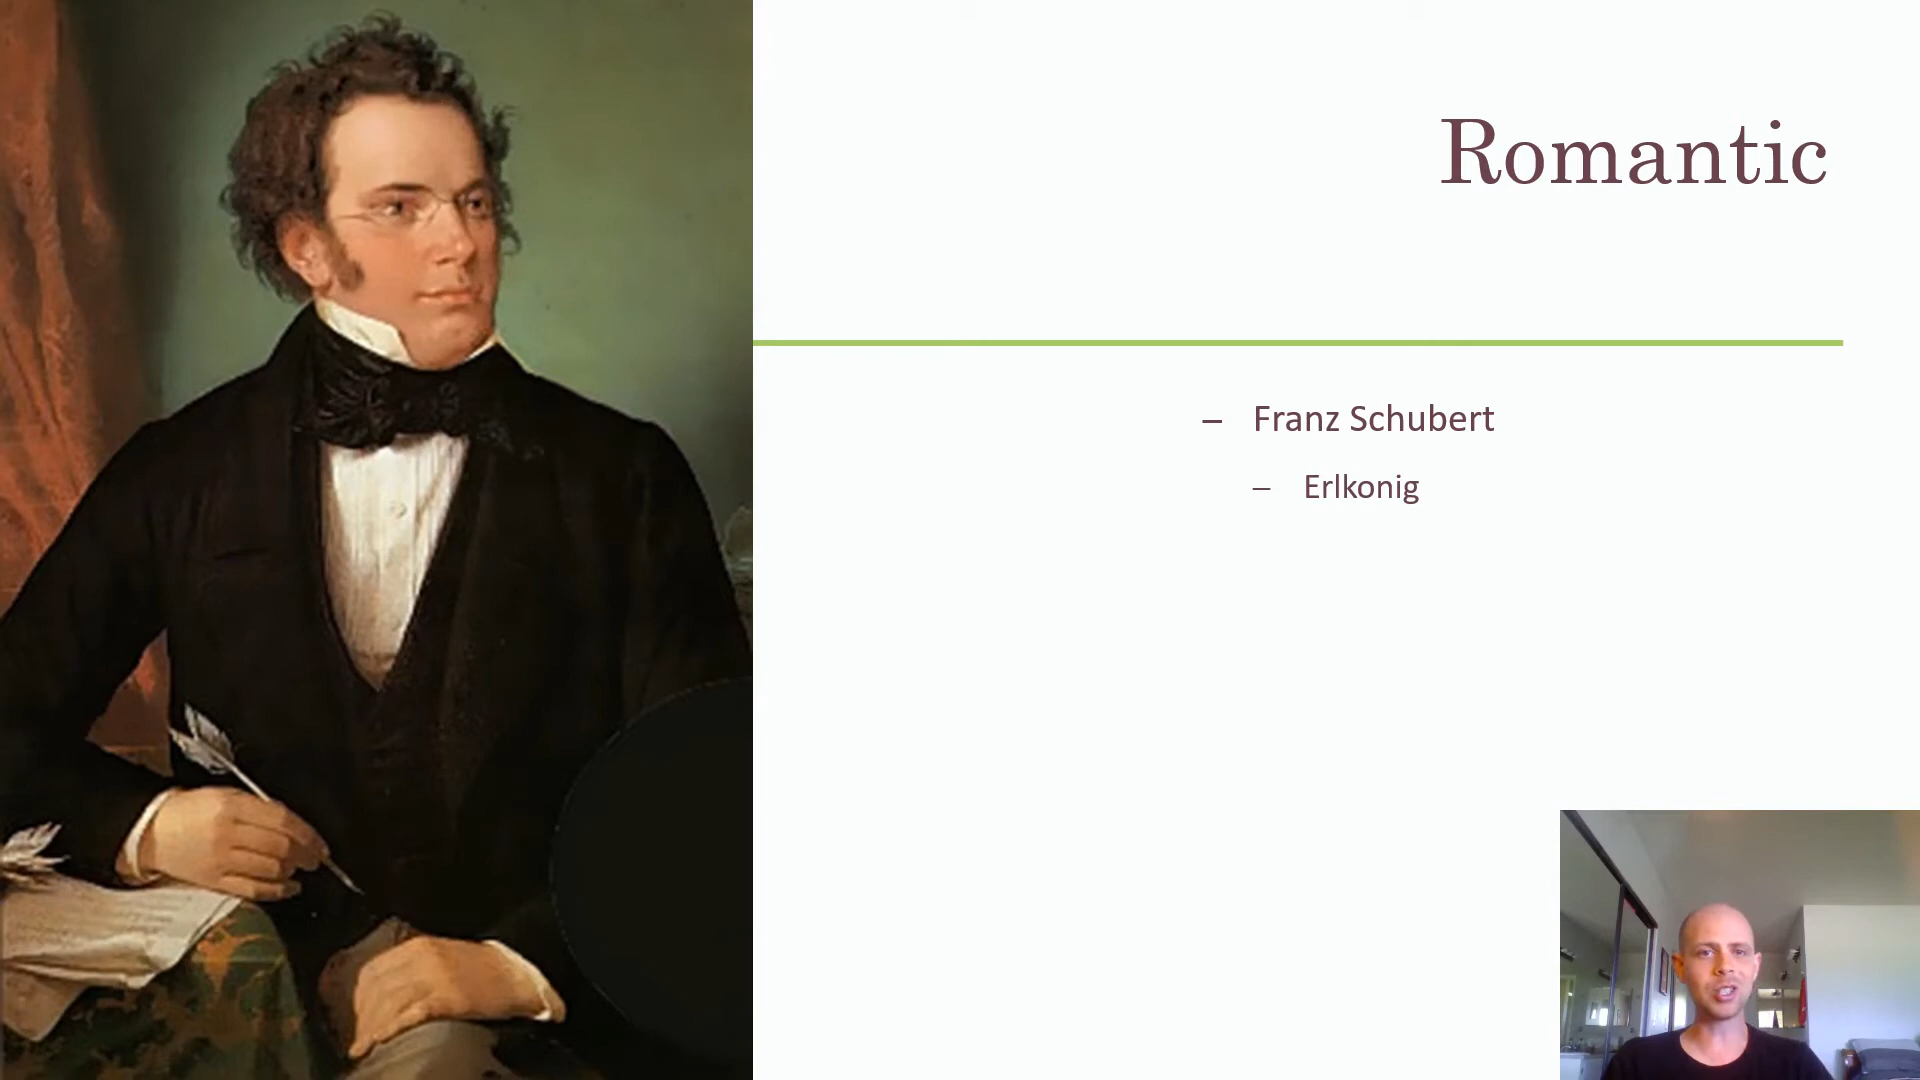 Romantic
– Franz Schubert
– Erlkonig